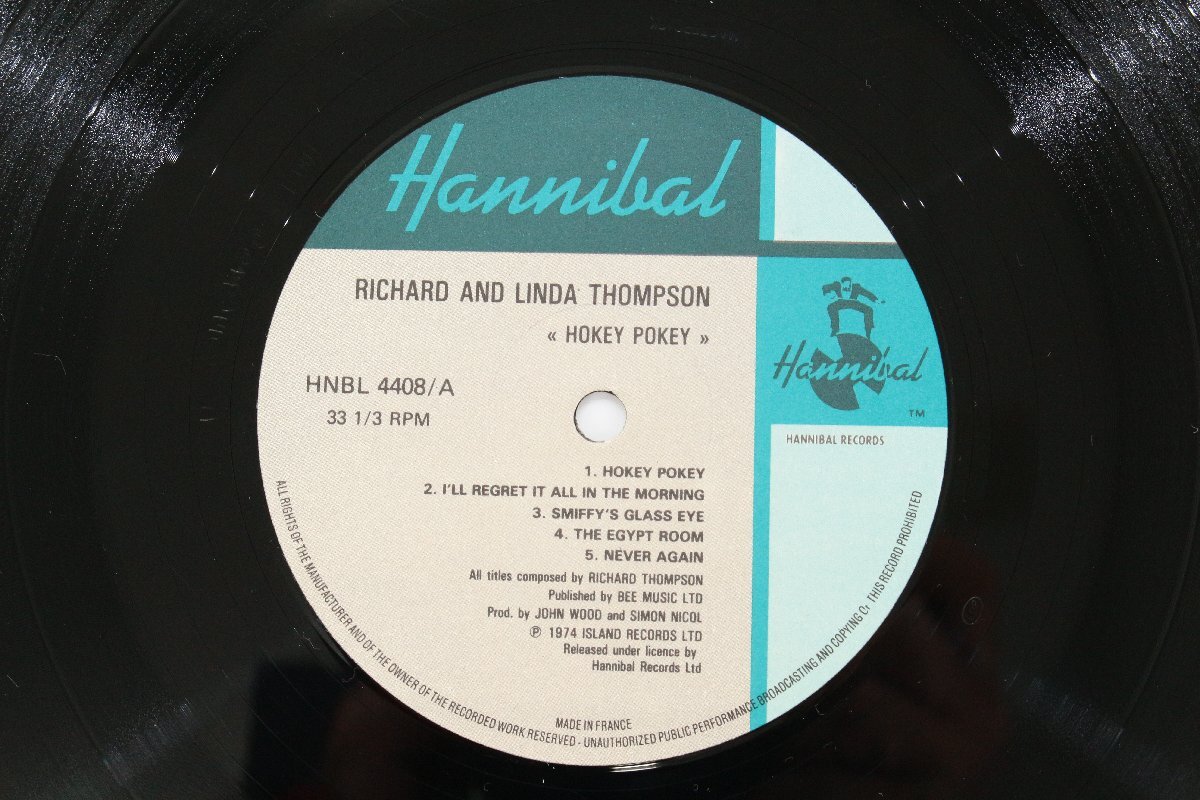 Hannibal
RICHARD AND LINDA THOMPSON
« HOKEY POKEY »
HNBL 4408/A
33 1/3 RPM
Hannibal
TM
HANNIBAL RECORDS
1. HOKEY POKEY
2. I'LL REGRET IT ALL IN THE MORNING
3. SMIFFY'S GLASS EYE
4. THE EGYPT ROOM
5. NEVER AGAIN
All titles composed by RICHARD THOMPSON
Published by BEE MUSIC LTD
Prod. by JOHN WOOD and SIMON NICOL
℗ 1974 ISLAND RECORDS LTD
Released under licence by
Hannibal Records Ltd
MADE IN FRANCE
ALL RIGHTS OF THE MANUFACTURER AND OF THE OWNER OF THE RECORDED WORK RESERVED - UNAUTHORIZED PUBLIC PERFORMANCE BROADCASTING AND COPYING OF THIS RECORD PROHIBITED